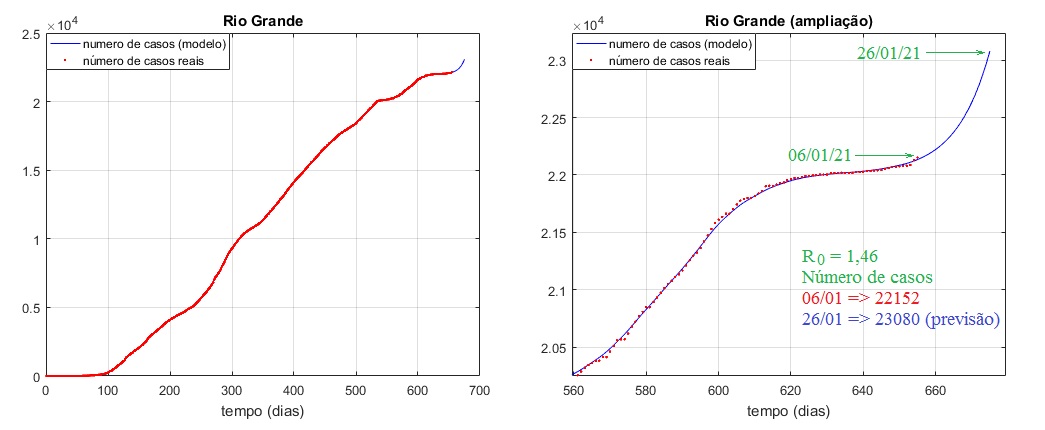 Rio Grande
×10⁴
numero de casos (modelo)
número de casos reais
2.5
2
1.5
1
0.5
0
0 100 200 300 400 500 600 700
tempo (dias)
Rio Grande (ampliação)
×10⁴
numero de casos (modelo)
número de casos reais
26/01/21
06/01/21
R0 = 1,46
Número de casos
06/01 => 22152
26/01 => 23080 (previsão)
2.3
2.25
2.2
2.15
2.1
2.05
560 580 600 620 640 660
tempo (dias)